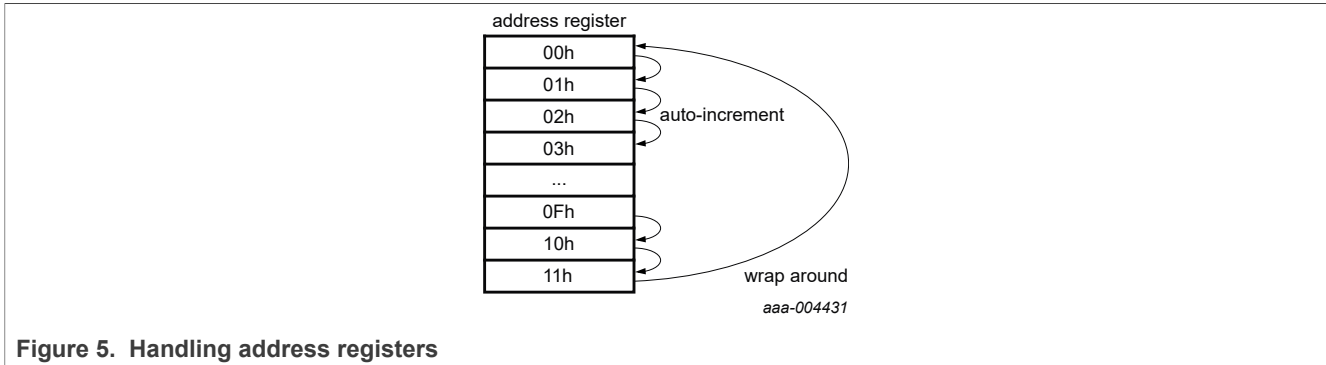 address register
00h
01h
02h
auto-increment
03h
...
0Fh
10h
11h
wrap around
aaa-004431
Figure 5. Handling address registers